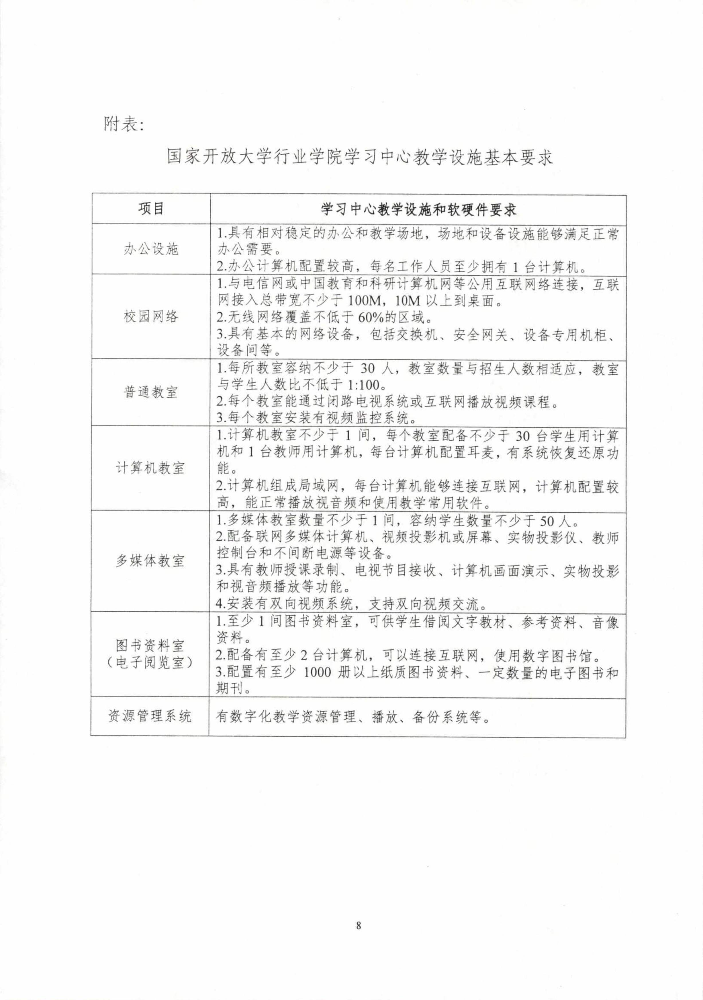 附表:
国家开放大学行业学院学习中心教学设施基本要求
项目
学习中心教学设施和软硬件要求
办公设施
1.具有相对稳定的办公和教学场地，场地和设备设施能够满足正常
办公需要。
2.办公计算机配置较高，每名工作人员至少拥有 1 台计算机。
校园网络
1.与电信网或中国教育和科研计算机网等公用互联网络连接，互联
网接入总带宽不少于 100M，10M 以上到桌面。
2.无线网络覆盖不低于 60%的区域。
3.具有基本的网络设备，包括交换机、安全网关、设备专用机柜、
设备间等。
普通教室
1.每所教室容纳不少于 30 人，教室数量与招生人数相适应，教室
与学生人数比不低于 1:100。
2.每个教室能通过闭路电视系统或互联网播放视频课程。
3.每个教室安装有视频监控系统。
计算机教室
1.计算机教室不少于 1 间，每个教室配备不少于 30 台学生用计算
机和 1 台教师用计算机，每台计算机配置耳麦，有系统恢复还原功
能。
2.计算机组成局域网，每台计算机能够连接互联网，计算机配置较
高，能正常播放视音频和使用教学常用软件。
多媒体教室
1.多媒体教室数量不少于 1 间，容纳学生数量不少于 50 人。
2.配备联网多媒体计算机、视频投影机或屏幕、实物投影仪、教师
控制台和不间断电源等设备。
3.具有教师授课录制、电视节目接收、计算机画面演示、实物投影
和视音频播放等功能。
4.安装有双向视频系统，支持双向视频交流。
图书资料室
（电子阅览室）
1.至少 1 间图书资料室，可供学生借阅文字教材、参考资料、音像
资料。
2.配备有至少 2 台计算机，可以连接互联网，使用数字图书馆。
3.配置有至少 1000 册以上纸质图书资料、一定数量的电子图书和
期刊。
资源管理系统
有数字化教学资源管理、播放、备份系统等。
8